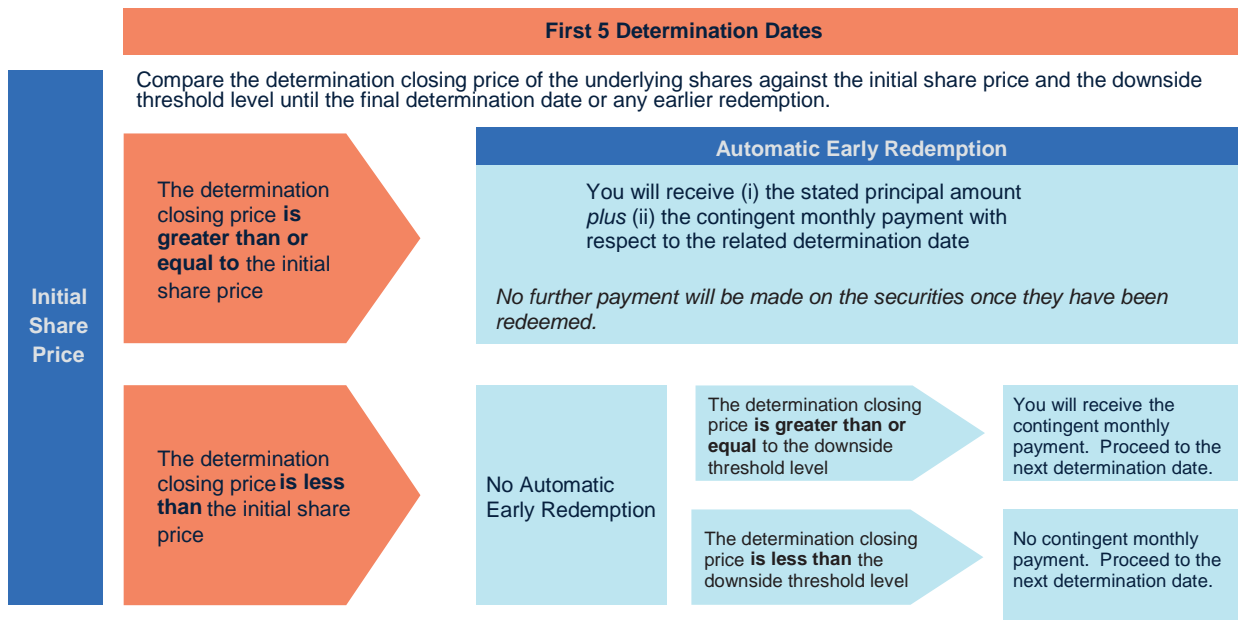 First 5 Determination Dates
Compare the determination closing price of the underlying shares against the initial share price and the downside
threshold level until the final determination date or any earlier redemption.
Initial
Share
Price
The determination
closing price is
greater than or
equal to the initial
share price
Automatic Early Redemption
You will receive (i) the stated principal amount
plus (ii) the contingent monthly payment with
respect to the related determination date
No further payment will be made on the securities once they have been
redeemed.
The determination
closing price is less
than the initial share
price
No Automatic
Early Redemption
The determination closing
price is greater than or
equal to the downside
threshold level
You will receive the
contingent monthly
payment. Proceed to the
next determination date.
The determination closing
price is less than the
downside threshold level
No contingent monthly
payment. Proceed to the
next determination date.